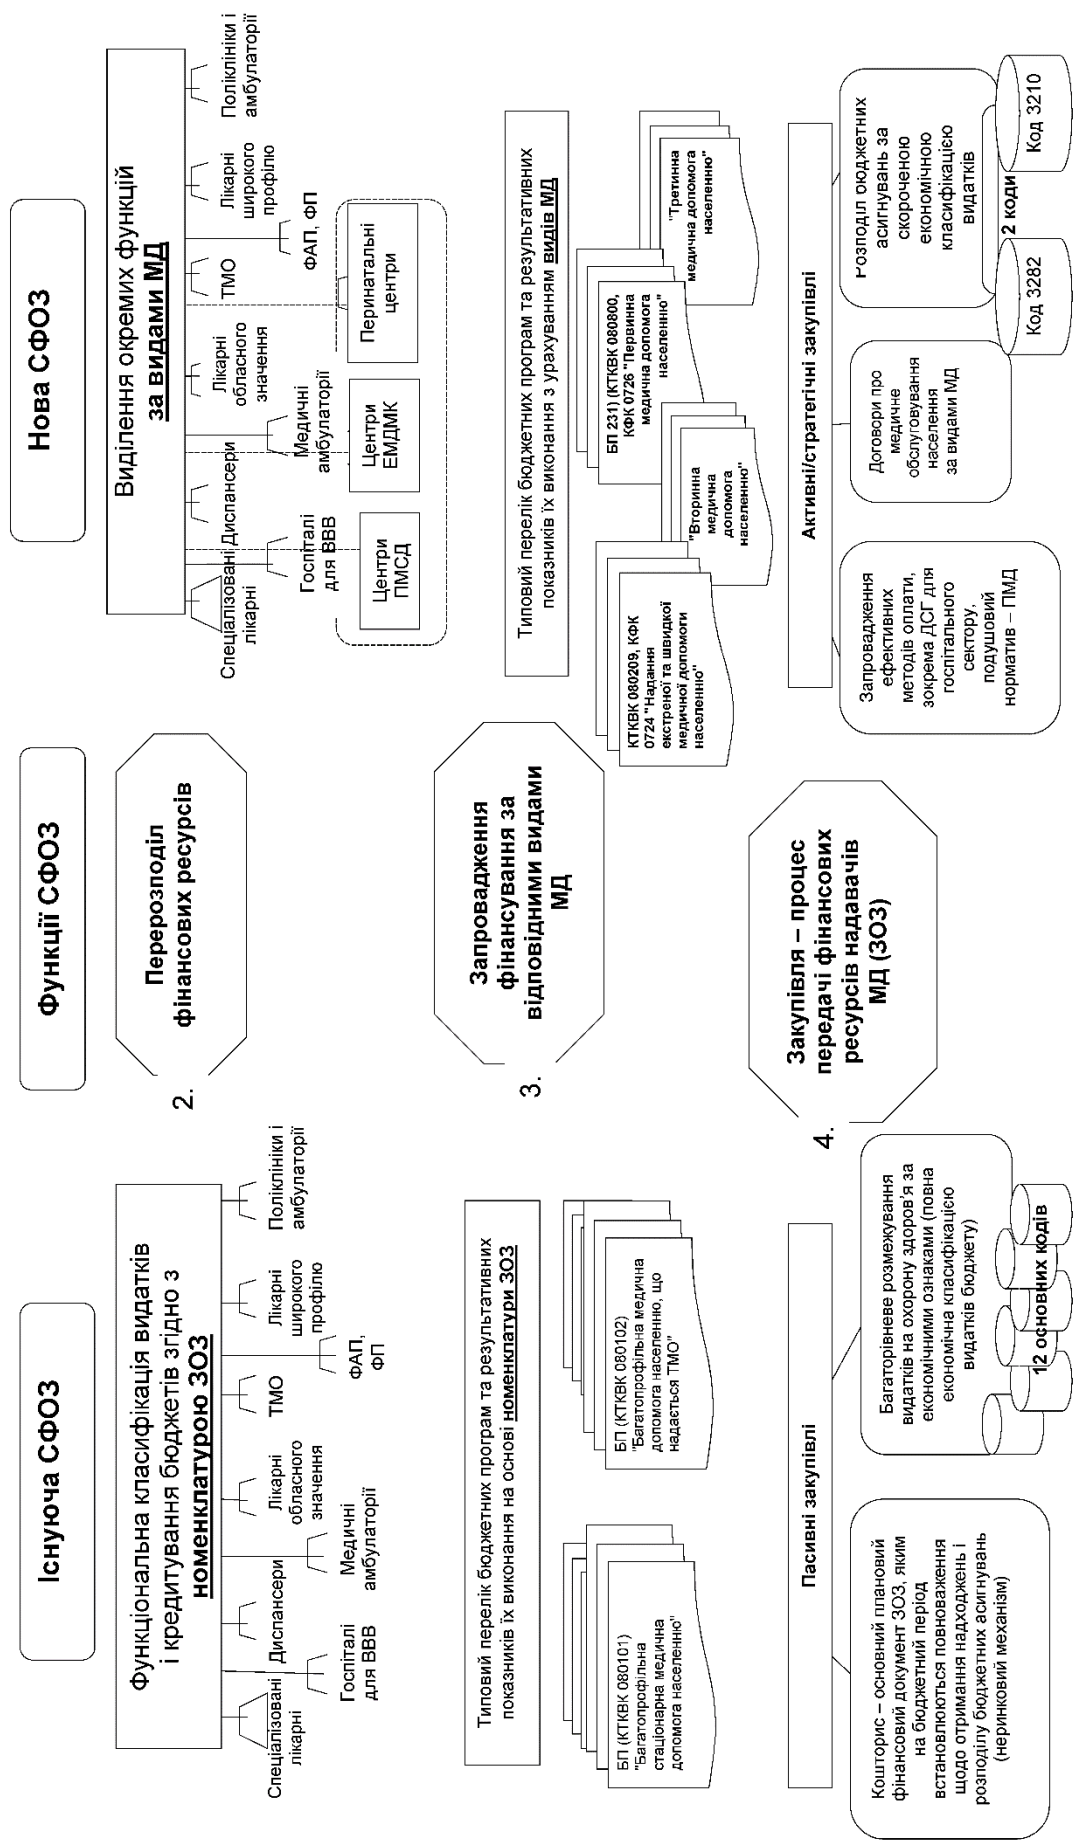 Існуюча СФОЗ
Функції СФОЗ
Нова СФОЗ
Функціональна класифікація видатків
і кредитування бюджетів згідно з
номенклатурою ЗОЗ
Спеціалізовані
лікарні
Госпіталі
для ВВВ
Диспансери
Медичні
амбулаторії
Лікарні
обласного
значення
ТМО
ФАП,
ФП
Лікарні
широкого
профілю
Поліклініки і
амбулаторії
2.
Перерозподіл
фінансових ресурсів
Виділення окремих функцій
за видами МД
Спеціалізовані
лікарні
Госпіталі
для ВВВ
Диспансери
Медичні
амбулаторії
Лікарні
обласного
значення
ТМО
ФАП, ФП
Лікарні
широкого
профілю
Поліклініки і
амбулаторії
Центри
ПМСД
Центри
ЕМДМК
Перинатальні
центри
Типовий перелік бюджетних програм та результативних
показників їх виконання на основі номенклатури ЗОЗ
БП (КТКВК 080101)
"Багатопрофільна
стаціонарна медична
допомога населенню"
БП (КТКВК 080102)
"Багатопрофільна медична
допомога населенню, що
надається ТМО"
3.
Запровадження
фінансування за
відповідними видами
МД
Типовий перелік бюджетних програм та результативних
показників їх виконання з урахуванням видів МД
КТКВК 080209, КФК
0724 "Надання
екстреної та швидкої
медичної допомоги
населенню"
"Вторинна
медична
допомога
населенню"
БП 231) (КТКВК 080800,
КФК 0726 "Первинна
медична допомога
населенню"
"Третинна
медична допомога
населенню"
Пасивні закупівлі
Кошторис – основний плановий
фінансовий документ ЗОЗ, яким
на бюджетний період
встановлюються повноваження
щодо отримання надходжень і
розподілу бюджетних асигнувань
(неринковий механізм)
Багаторівневе розмежування
видатків на охорону здоров'я за
економічними ознаками (повна
економічна класифікацією
видатків бюджету)
12 основних кодів
4.
Закупівля – процес
передачі фінансових
ресурсів надавачів
МД (ЗОЗ)
Активні/стратегічні закупівлі
Запровадження
ефективних
методів оплати,
зокрема ДСГ для
госпітального
сектору,
подушовий
норматив – ПМД
Договори про
медичне
обслуговування
населення
за видами МД
Розподіл бюджетних
асигнувань за
скороченою
економічною
класифікацією
видатків
2 коди
Код 3282
Код 3210